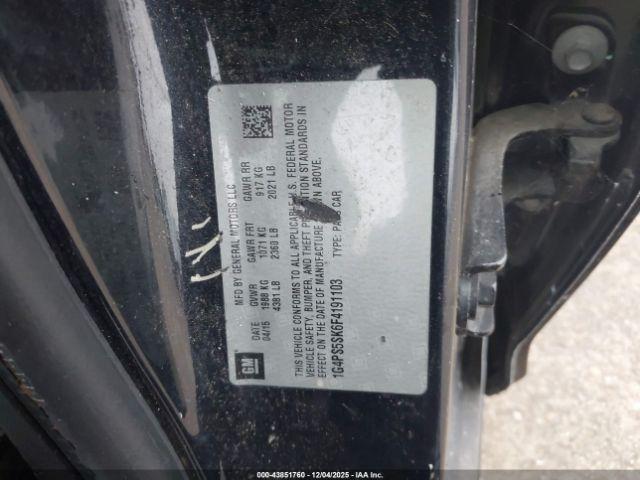 MFD BY GENERAL MOTORS LLC
DATE GVWR GAWR FRT GAWR RR
04/15 1988 KG 1071 KG 917 KG
4381 LB 2360 LB 2021 LB
THIS VEHICLE CONFORMS TO ALL APPLICABLE U.S. FEDERAL MOTOR
VEHICLE SAFETY, BUMPER, AND THEFT PREVENTION STANDARDS IN
EFFECT ON THE DATE OF MANUFACTURE SHOWN ABOVE.
1G4PS5SK6F4191103 TYPE: PASS CAR
GM
000-43851760 - 12/04/2025 - IAA Inc.